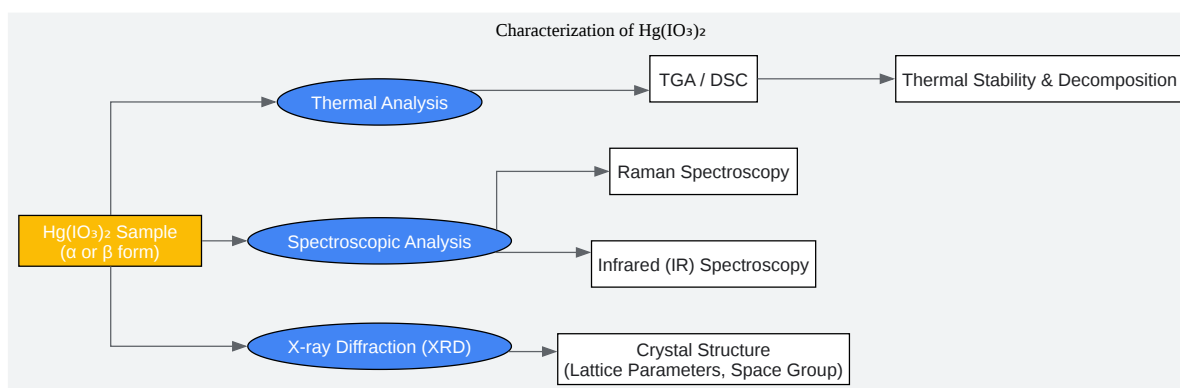 Characterization of Hg(IO₃)₂
Thermal Analysis
TGA / DSC
Thermal Stability & Decomposition
Raman Spectroscopy
Hg(IO₃)₂ Sample
(α or β form)
Spectroscopic Analysis
Infrared (IR) Spectroscopy
X-ray Diffraction (XRD)
Crystal Structure
(Lattice Parameters, Space Group)